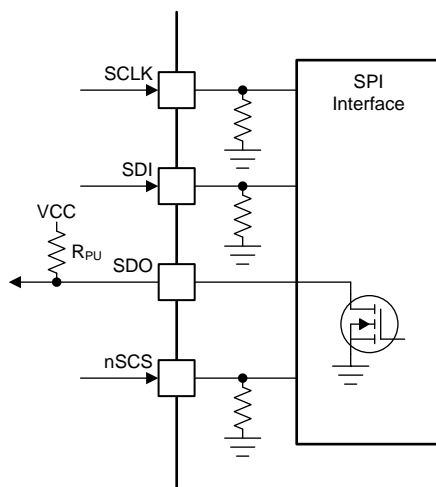 SCLK
SPI
Interface
SDI
VCC
RPU
SDO
nSCS